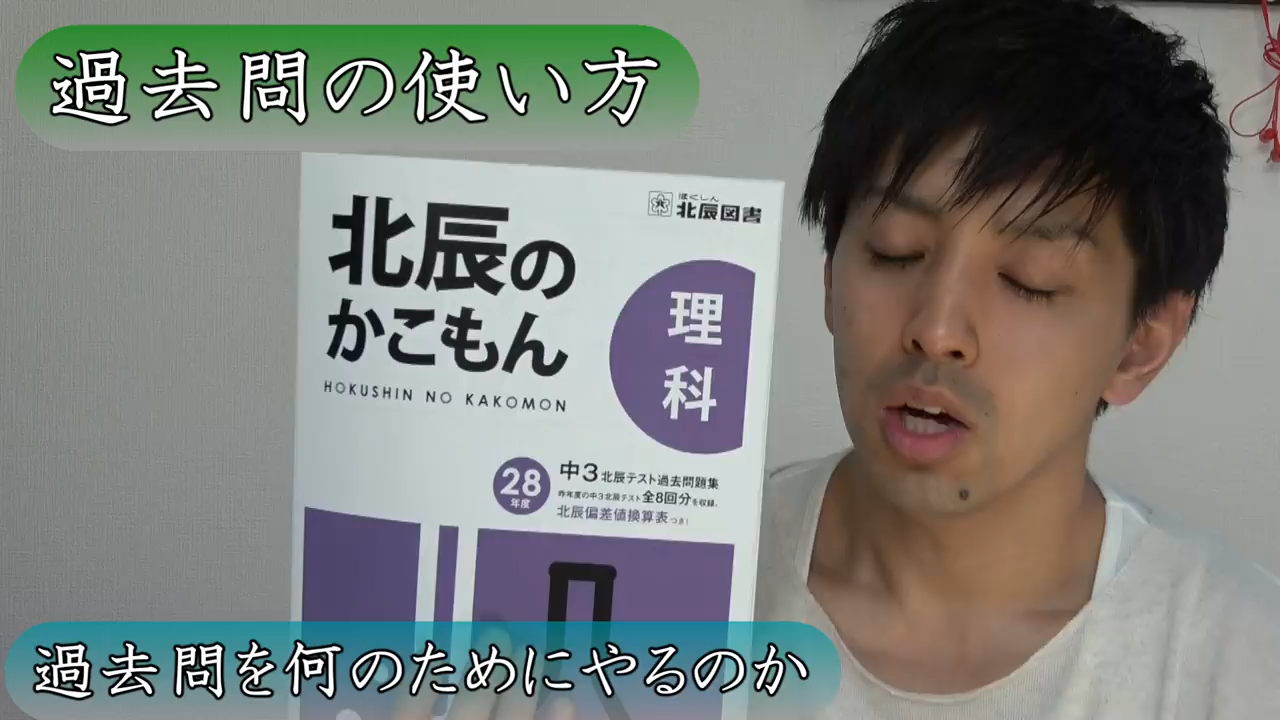 過去問の使い方
ほくしん
北辰図書
北辰の
かこもん
HOKUSHIN NO KAKOMON
理科
28
年度
中3北辰テスト過去問題集
昨年度の中3北辰テスト全8回分を収録。
北辰偏差値換算表つき!
過去問を何のためにやるのか